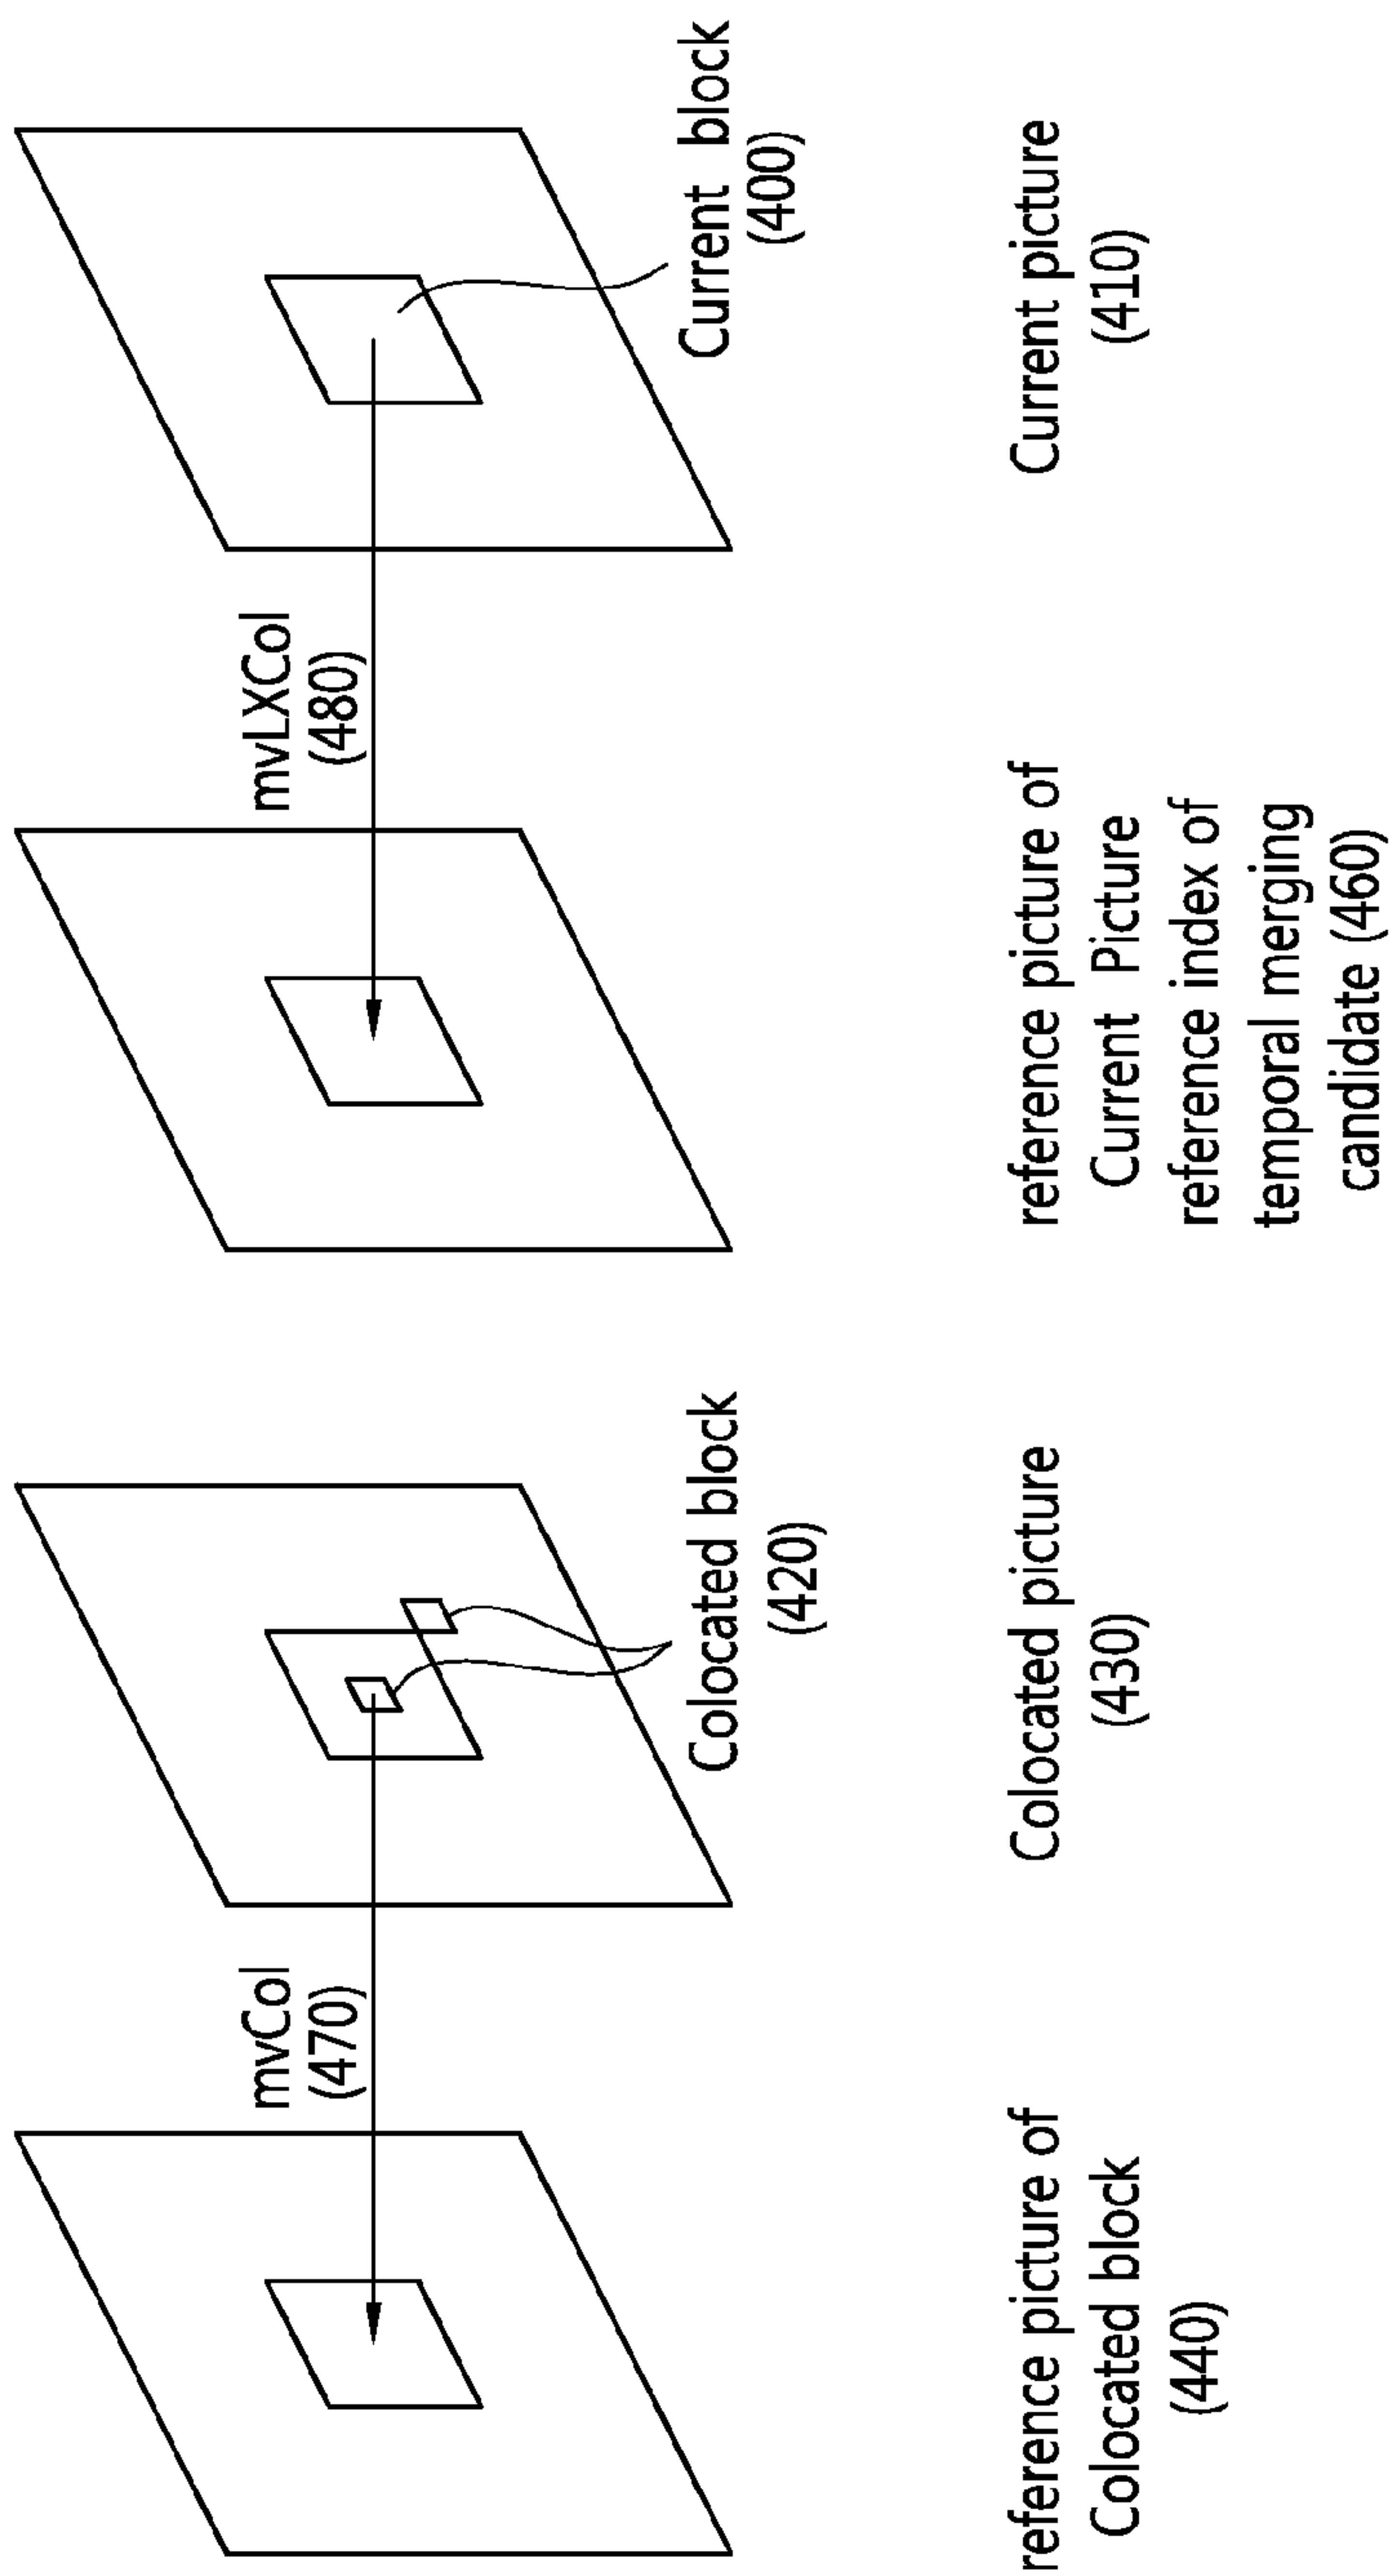 mvCol
(470)
mvLXCol
(480)
Colocated block
(420)
Current block
(400)
reference picture of
Colocated block
(440)
Colocated picture
(430)
reference picture of
Current Picture
reference index of
temporal merging
candidate (460)
Current picture
(410)